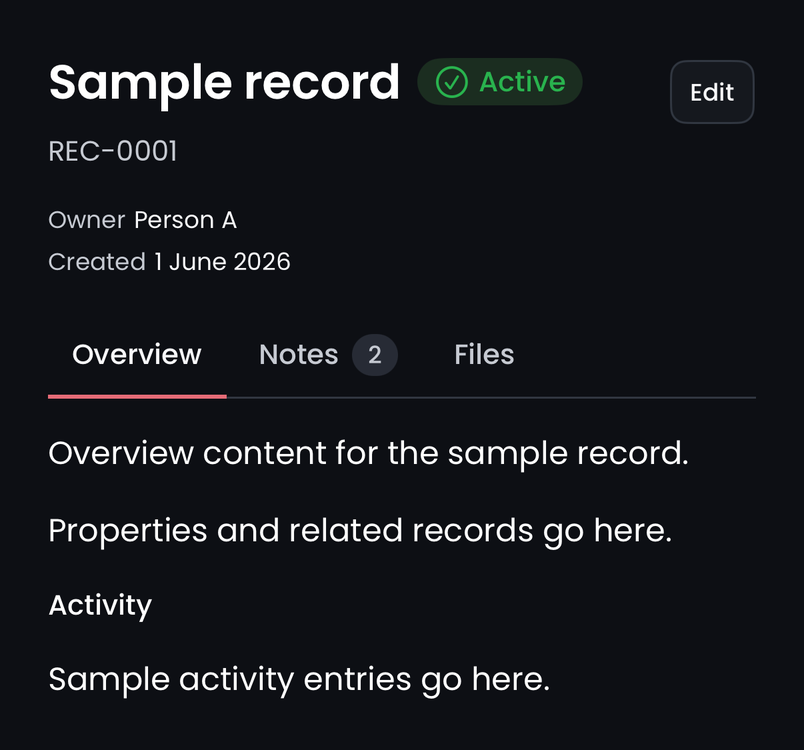 Sample record Active Edit
REC-0001
Owner Person A
Created 1 June 2026
Overview Notes 2 Files
Overview content for the sample record.
Properties and related records go here.
Activity
Sample activity entries go here.